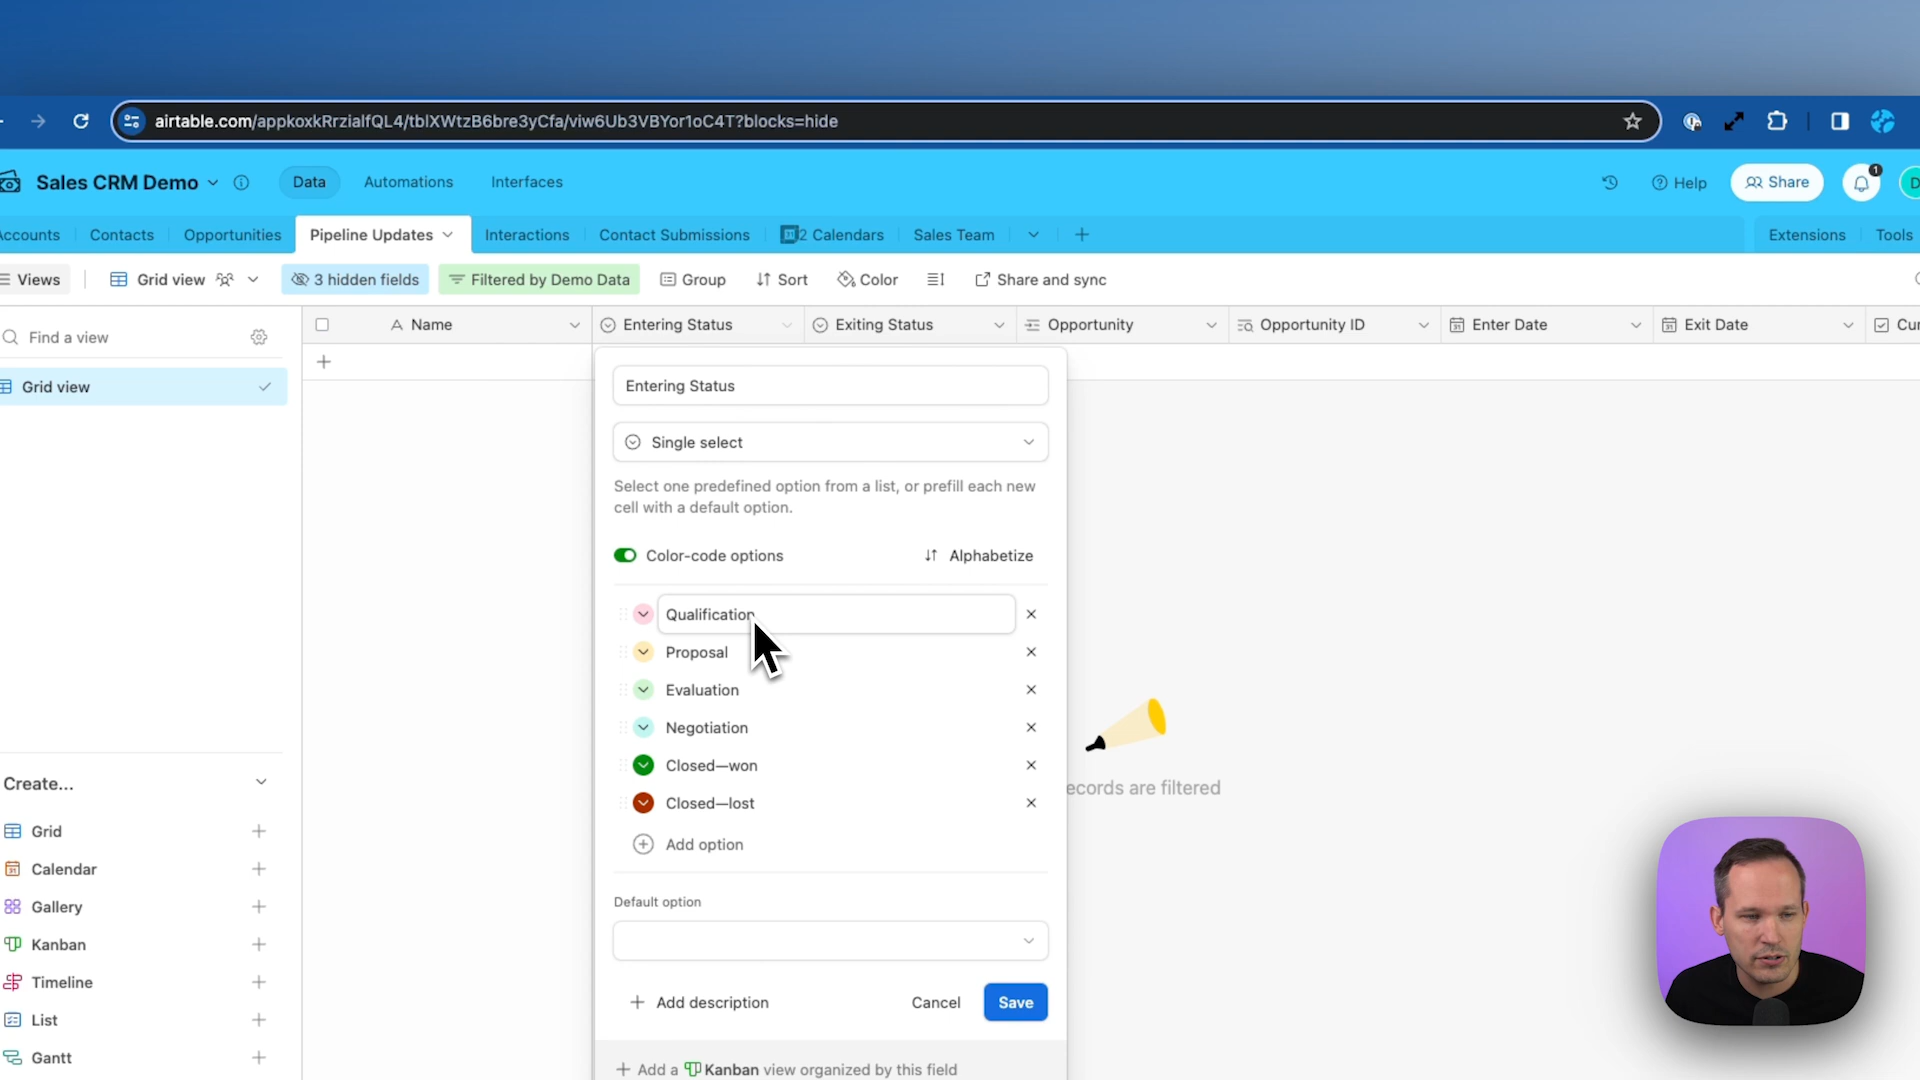 airtable.com/appkoxkRrzialfQL4/tblXWtzB6bre3yCfa/viw6Ub3VBYor1oC4T?blocks=hide
Sales CRM Demo
Data
Automations
Interfaces
Help
Share
1
Accounts
Contacts
Opportunities
Pipeline Updates
Interactions
Contact Submissions
2 Calendars
Sales Team
Extensions
Tools
Views
Grid view
3 hidden fields
Filtered by Demo Data
Group
Sort
Color
Share and sync
Find a view
Name
Entering Status
Exiting Status
Opportunity
Opportunity ID
Enter Date
Exit Date
Cur
Grid view
Entering Status
Single select
Select one predefined option from a list, or prefill each new
cell with a default option.
Color-code options
Alphabetize
Qualification
Proposal
Evaluation
Negotiation
Closed—won
Closed—lost
Add option
ecords are filtered
Default option
Add description
Cancel
Save
Add a Kanban view organized by this field
Create...
Grid
Calendar
Gallery
Kanban
Timeline
List
Gantt